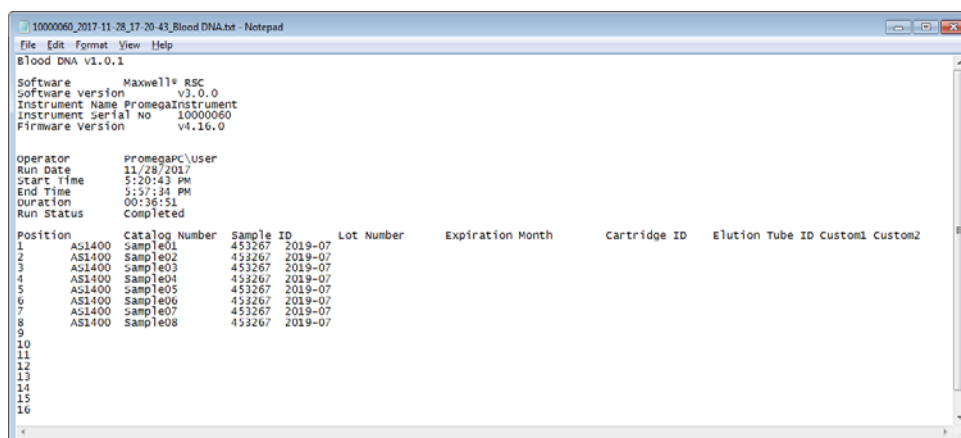 10000060_2017-11-28_17-20-43_Blood DNA.txt - Notepad
File Edit Format View Help
Blood DNA v1.0.1
Software Maxwell® RSC
Software Version v3.0.0
Instrument Name PromegaInstrument
Instrument Serial No 10000060
Firmware Version v4.16.0
Operator PromegaPC\User
Run Date 11/28/2017
Start Time 5:20:43 PM
End Time 5:57:34 PM
Duration 00:36:51
Run Status Completed
Position Catalog Number Sample ID Lot Number Expiration Month Cartridge ID Elution Tube ID Custom1 Custom2
1 AS1400 Sample01 453267 2019-07
2 AS1400 Sample02 453267 2019-07
3 AS1400 Sample03 453267 2019-07
4 AS1400 Sample04 453267 2019-07
5 AS1400 Sample05 453267 2019-07
6 AS1400 Sample06 453267 2019-07
7 AS1400 Sample07 453267 2019-07
8 AS1400 Sample08 453267 2019-07
9
10
11
12
13
14
15
16